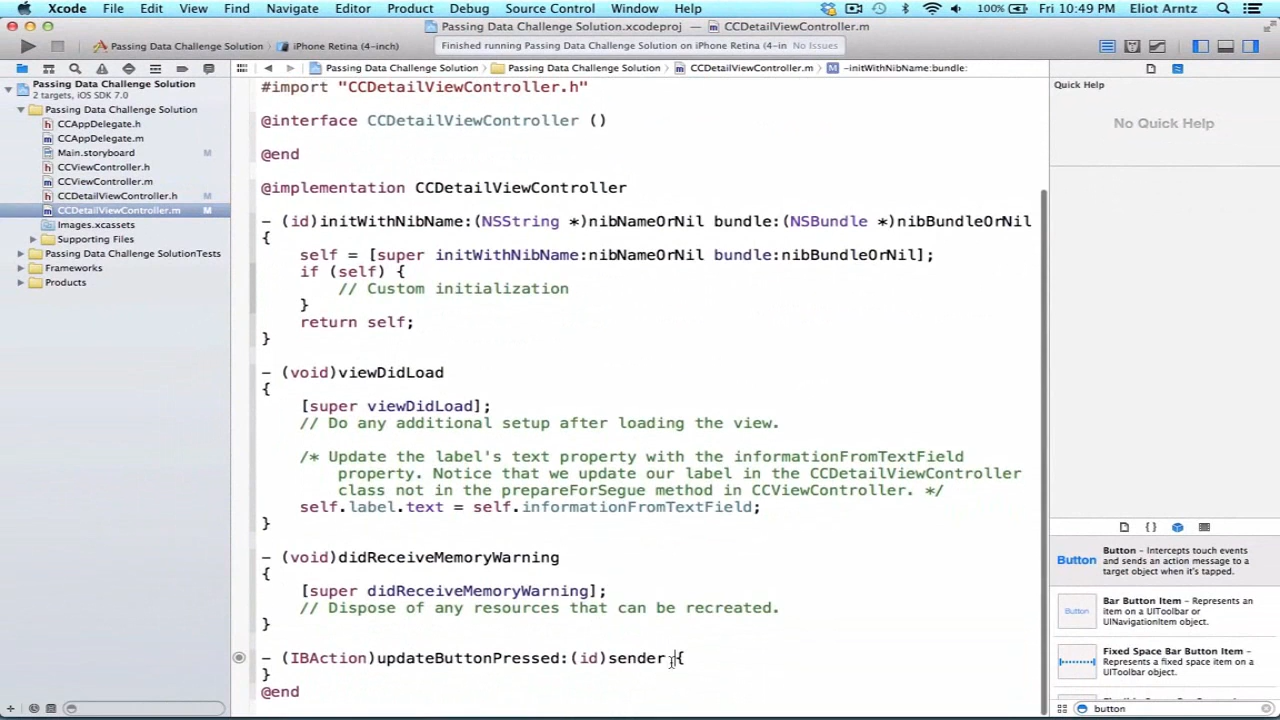 Xcode File Edit View Find Navigate Editor Product Debug Source Control Window Help 100% Fri 10:49 PM Eliot Arntz
Passing Data Challenge Solution.xcodeproj — CCDetailViewController.m
Passing Data Challenge Solution iPhone Retina (4-inch) Finished running Passing Data Challenge Solution on iPhone Retina (4-in No Issues
Passing Data Challenge Solution Passing Data Challenge Solution CCDetailViewController.m M -initWithNibName:bundle:
Passing Data Challenge Solution
2 targets, iOS SDK 7.0
Passing Data Challenge Solution
CCAppDelegate.h
CCAppDelegate.m
Main.storyboard M
CCViewController.h
CCViewController.m
CCDetailViewController.h M
CCDetailViewController.m M
Images.xcassets
Supporting Files
Passing Data Challenge SolutionTests
Frameworks
Products
#import "CCDetailViewController.h"
@interface CCDetailViewController ()
@end
@implementation CCDetailViewController
- (id)initWithNibName:(NSString *)nibNameOrNil bundle:(NSBundle *)nibBundleOrNil
{
self = [super initWithNibName:nibNameOrNil bundle:nibBundleOrNil];
if (self) {
// Custom initialization
}
return self;
}
- (void)viewDidLoad
{
[super viewDidLoad];
// Do any additional setup after loading the view.
/* Update the label's text property with the informationFromTextField
property. Notice that we update our label in the CCDetailViewController
class not in the prepareForSegue method in CCViewController. */
self.label.text = self.informationFromTextField;
}
- (void)didReceiveMemoryWarning
{
[super didReceiveMemoryWarning];
// Dispose of any resources that can be recreated.
}
- (IBAction)updateButtonPressed:(id)sender {
}
@end
Quick Help
No Quick Help
{ }
Button
Button - Intercepts touch events
and sends an action message to a
target object when it's tapped.
Button
Bar Button Item - Represents an
item on a UIToolbar or
UINavigationItem object.
Fixed Space Bar Button Item -
Represents a fixed space item on a
UIToolbar object.
button